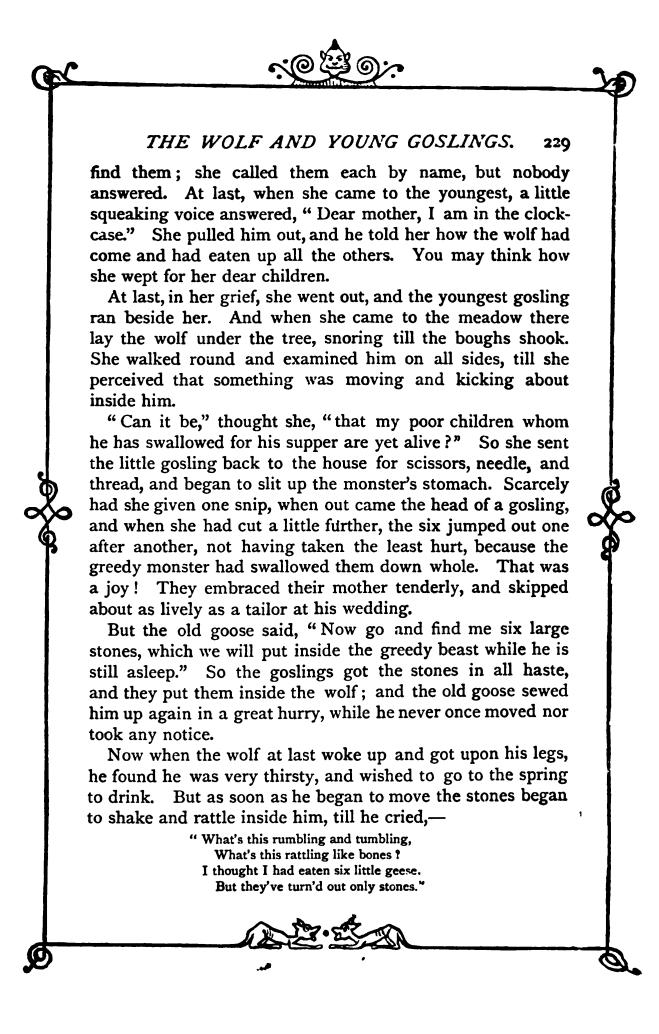 THE WOLF AND YOUNG GOSLINGS. 229
find them; she called them each by name, but nobody
answered. At last, when she came to the youngest, a little
squeaking voice answered, “Dear mother, I am in the clock-
case.” She pulled him out, and he told her how the wolf had
come and had eaten up all the others. You may think how
she wept for her dear children.
At last, in her grief, she went out, and the youngest gosling
ran beside her. And when she came to the meadow there
lay the wolf under the tree, snoring till the boughs shook.
She walked round and examined him on all sides, till she
perceived that something was moving and kicking about
inside him.
“Can it be,” thought she, “that my poor children whom
he has swallowed for his supper are yet alive?” So she sent
the little gosling back to the house for scissors, needle, and
thread, and began to slit up the monster's stomach. Scarcely
had she given one snip, when out came the head of a gosling,
and when she had cut a little further, the six jumped out one
after another, not having taken the least hurt, because the
greedy monster had swallowed them down whole. That was
a joy! They embraced their mother tenderly, and skipped
about as lively as a tailor at his wedding.
But the old goose said, “Now go and find me six large
stones, which we will put inside the greedy beast while he is
still asleep.” So the goslings got the stones in all haste,
and they put them inside the wolf; and the old goose sewed
him up again in a great hurry, while he never once moved nor
took any notice.
Now when the wolf at last woke up and got upon his legs,
he found he was very thirsty, and wished to go to the spring
to drink. But as soon as he began to move the stones began
to shake and rattle inside him, till he cried,—
“What's this rumbling and tumbling,
What's this rattling like bones?
I thought I had eaten six little geese.
But they've turn'd out only stones.”